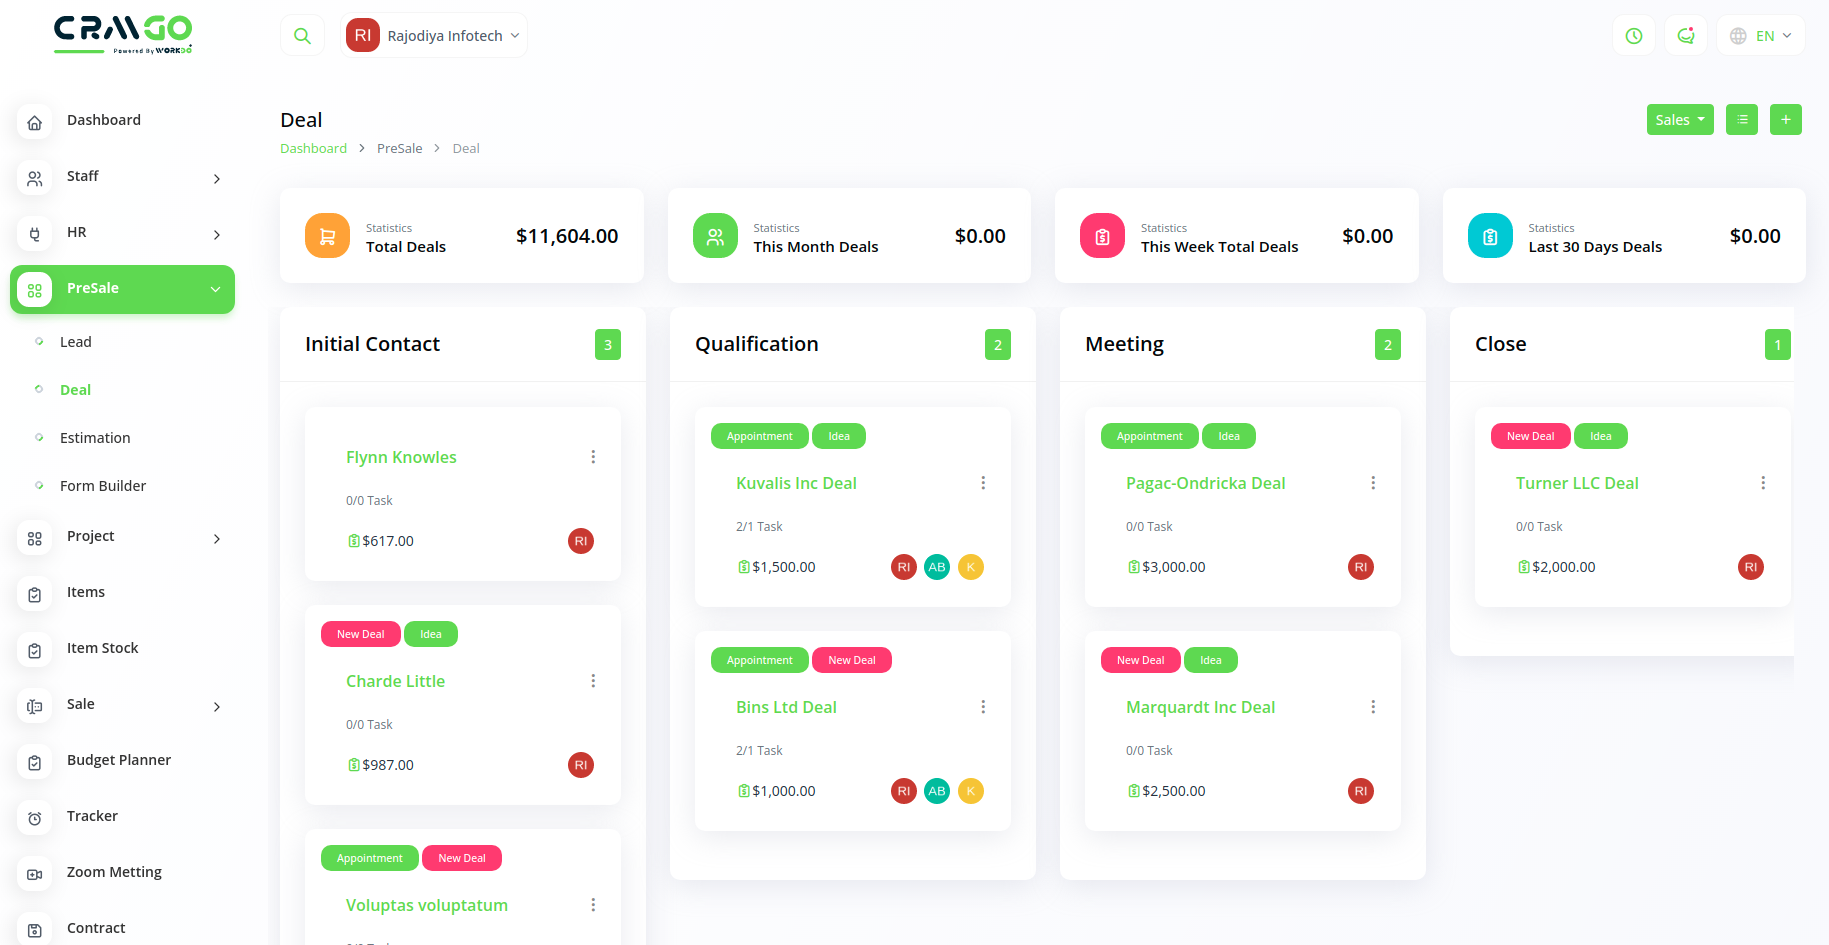 CRMGO
Powered By WORKDO
RI Rajodiya Infotech
EN
Dashboard
Staff
HR
PreSale
Lead
Deal
Estimation
Form Builder
Project
Items
Item Stock
Sale
Budget Planner
Tracker
Zoom Metting
Contract
Deal
Dashboard > PreSale > Deal
Sales
Statistics
Total Deals
$11,604.00
Statistics
This Month Deals
$0.00
Statistics
This Week Total Deals
$0.00
Statistics
Last 30 Days Deals
$0.00
Initial Contact 3
Flynn Knowles
0/0 Task
$617.00 RI
New Deal Idea
Charde Little
0/0 Task
$987.00 RI
Appointment New Deal
Voluptas voluptatum
Qualification 2
Appointment Idea
Kuvalis Inc Deal
2/1 Task
$1,500.00 RI AB K
Appointment New Deal
Bins Ltd Deal
2/1 Task
$1,000.00 RI AB K
Meeting 2
Appointment Idea
Pagac-Ondricka Deal
0/0 Task
$3,000.00 RI
New Deal Idea
Marquardt Inc Deal
0/0 Task
$2,500.00 RI
Close 1
New Deal Idea
Turner LLC Deal
0/0 Task
$2,000.00 RI